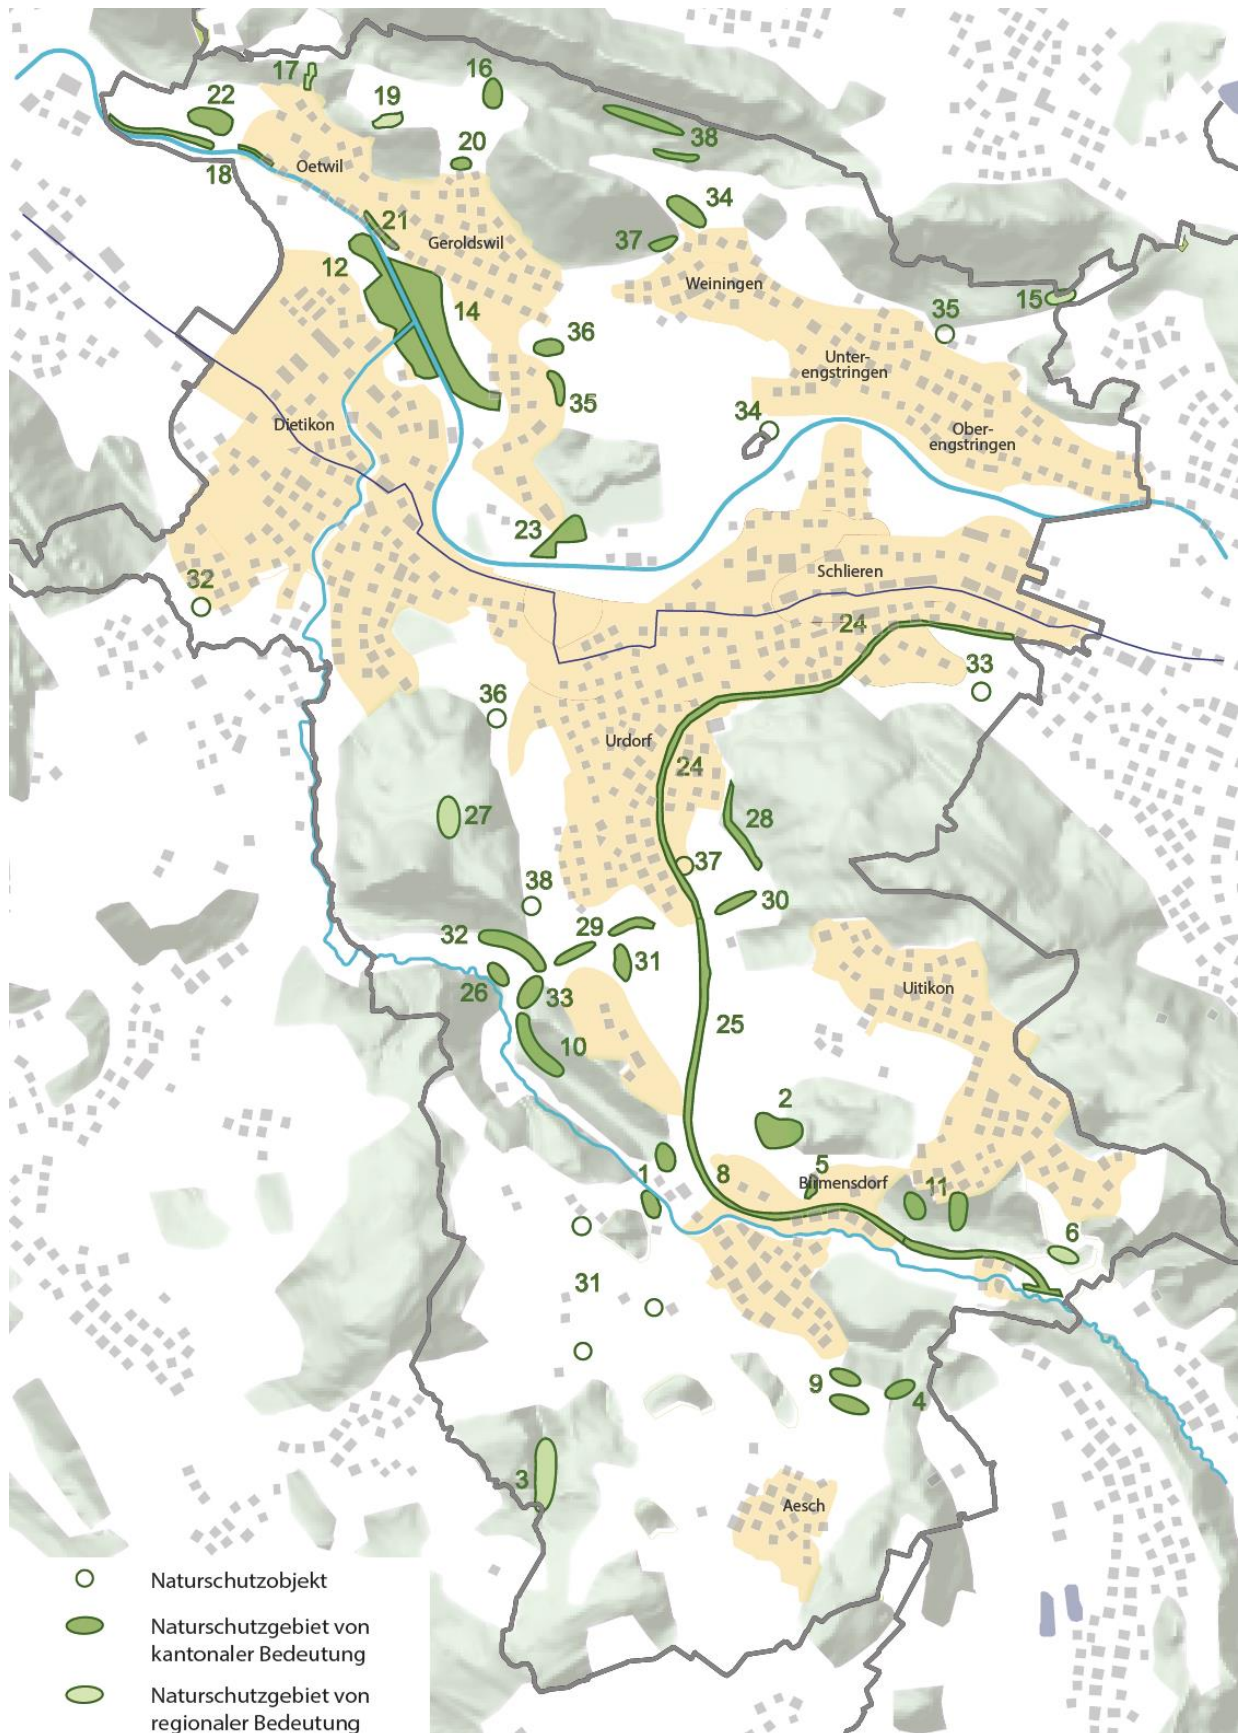 17
16
22
19
38
20
18
Oetwil
34
21
Geroldswil
37
12
Weiningen
15
14
35
36
Unter-
engstringen
35
34
Dietikon
Ober-
engstringen
23
Schlieren
32
24
33
36
Urdorf
24
27
28
37
38
30
29
32
31
26
33
Uitikon
25
10
2
1
8
5
Birmensdorf
11
6
31
9
4
3
Aesch
Naturschutzobjekt
Naturschutzgebiet von
kantonaler Bedeutung
Naturschutzgebiet von
regionaler Bedeutung